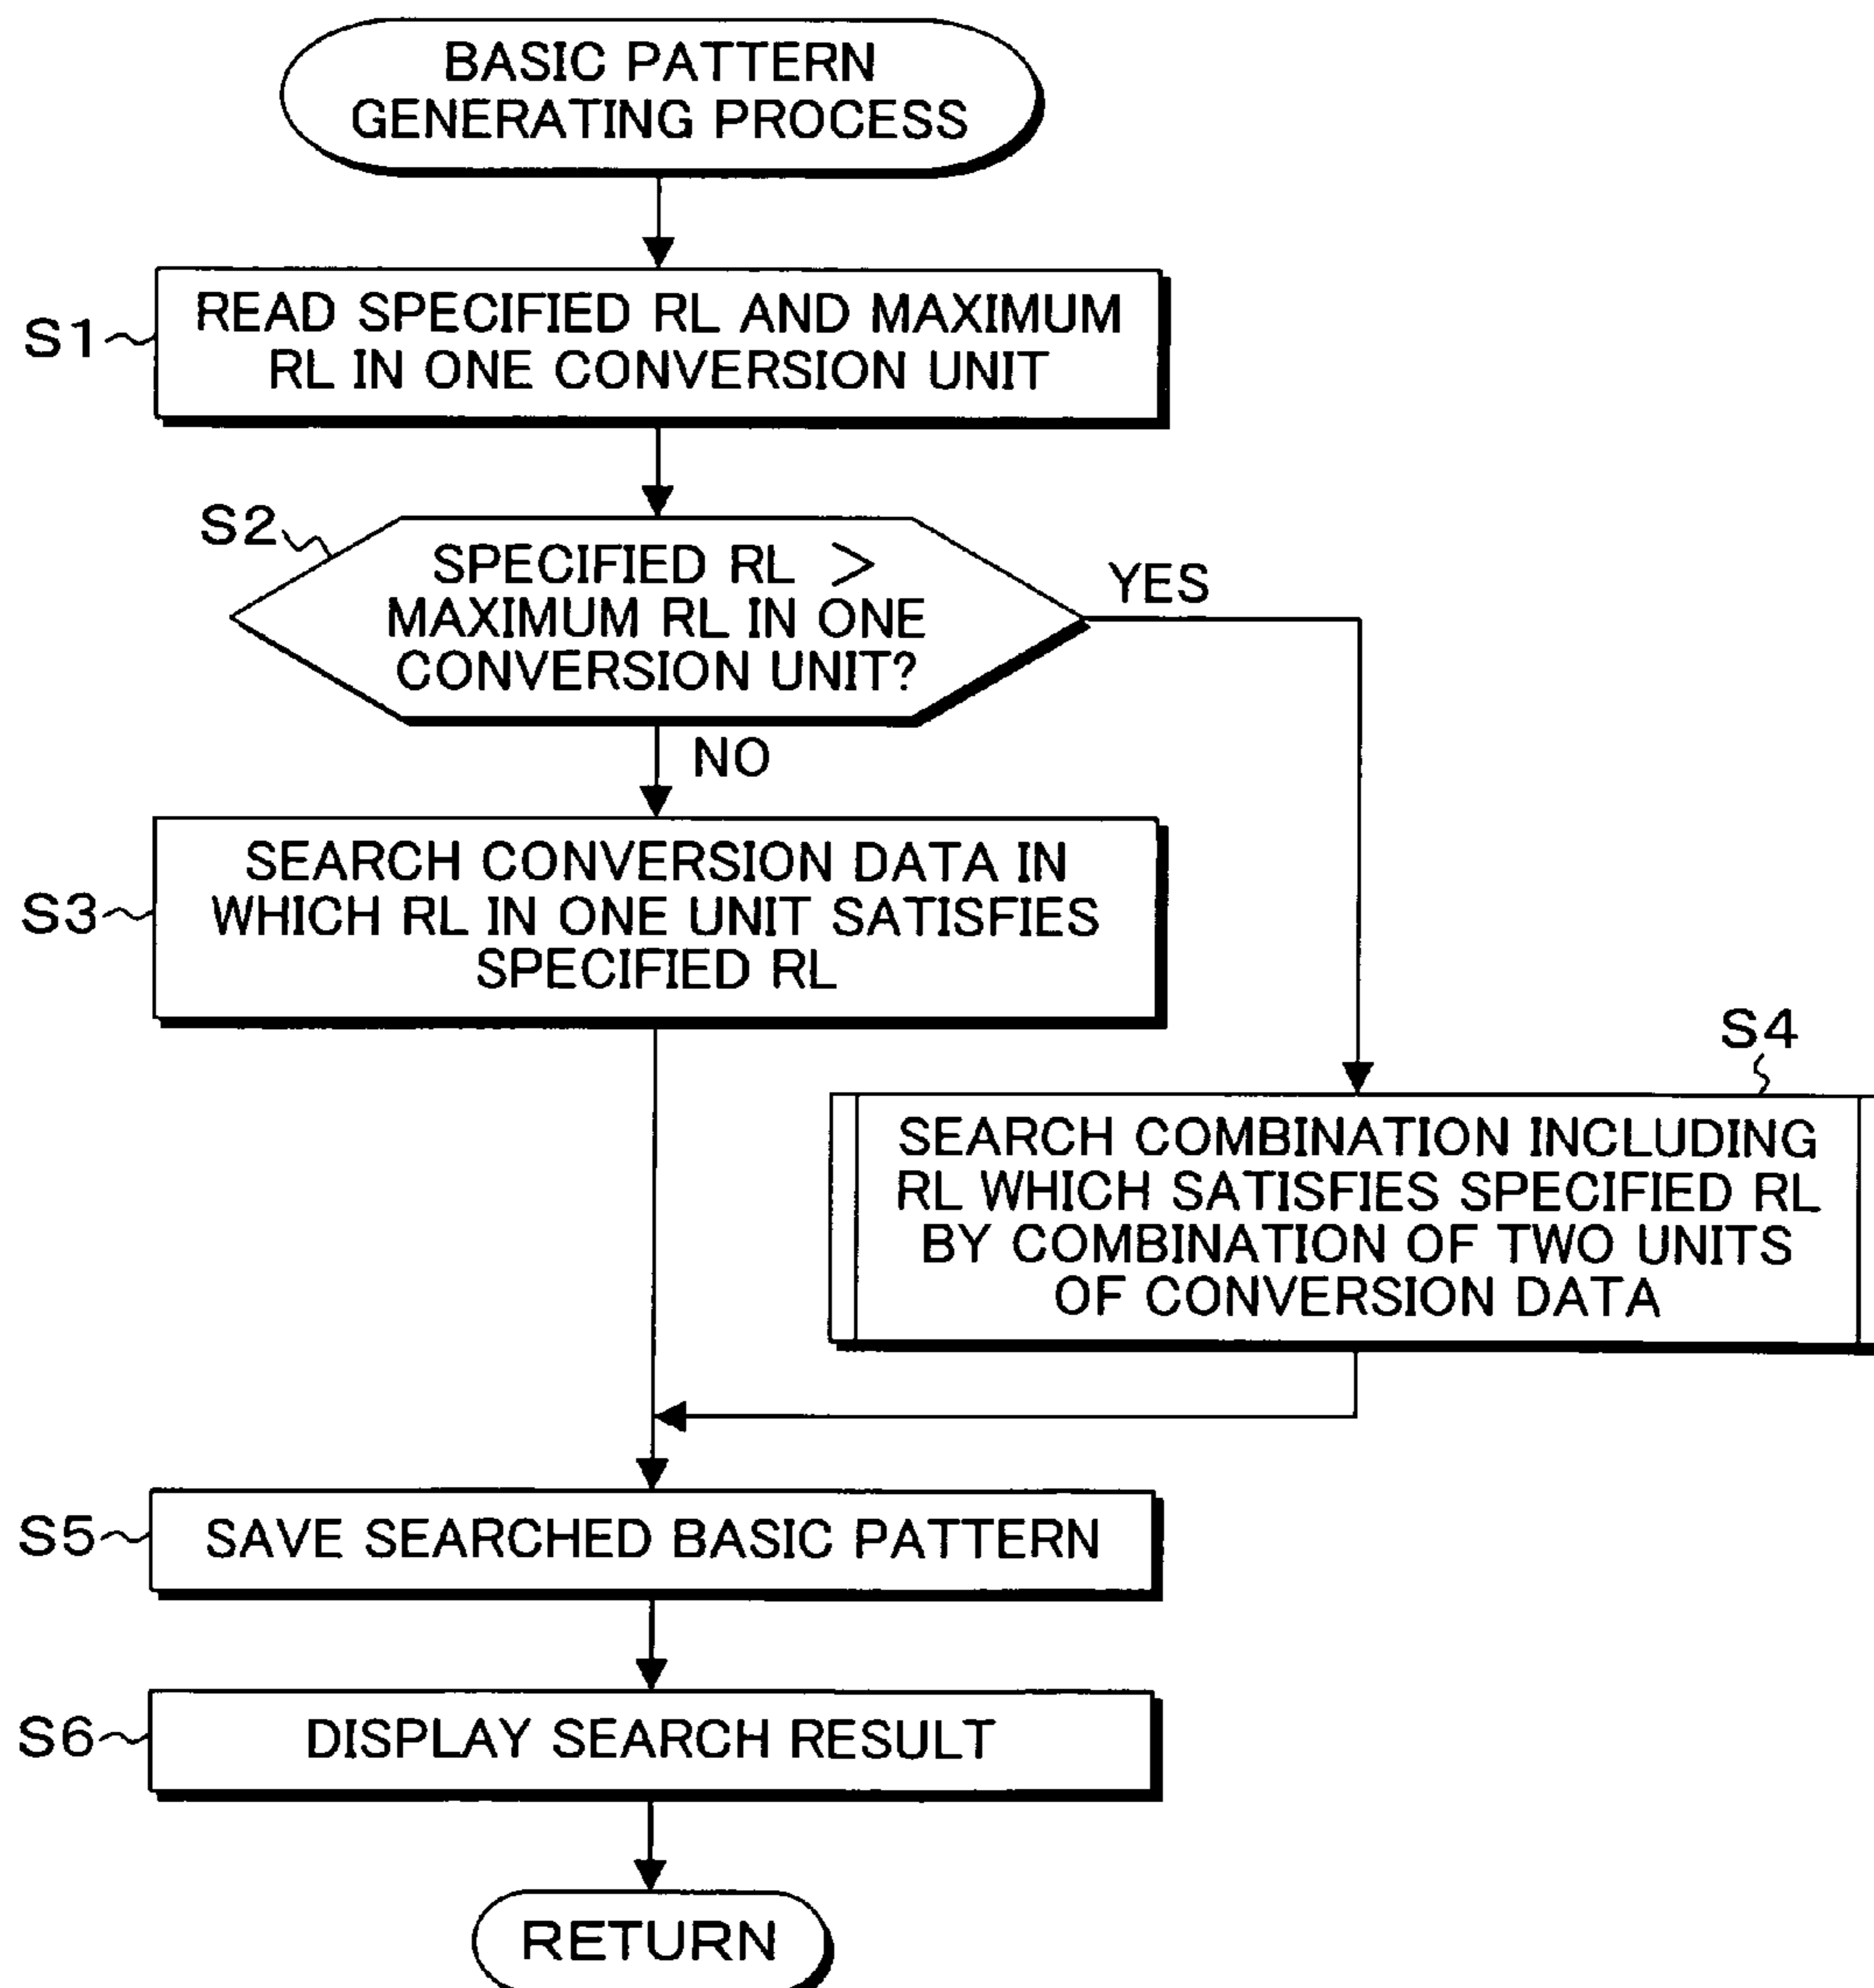 BASIC PATTERN
GENERATING PROCESS
S1
READ SPECIFIED RL AND MAXIMUM
RL IN ONE CONVERSION UNIT
S2
SPECIFIED RL >
MAXIMUM RL IN ONE
CONVERSION UNIT?
YES
NO
S3
SEARCH CONVERSION DATA IN
WHICH RL IN ONE UNIT SATISFIES
SPECIFIED RL
S4
SEARCH COMBINATION INCLUDING
RL WHICH SATISFIES SPECIFIED RL
BY COMBINATION OF TWO UNITS
OF CONVERSION DATA
S5
SAVE SEARCHED BASIC PATTERN
S6
DISPLAY SEARCH RESULT
RETURN